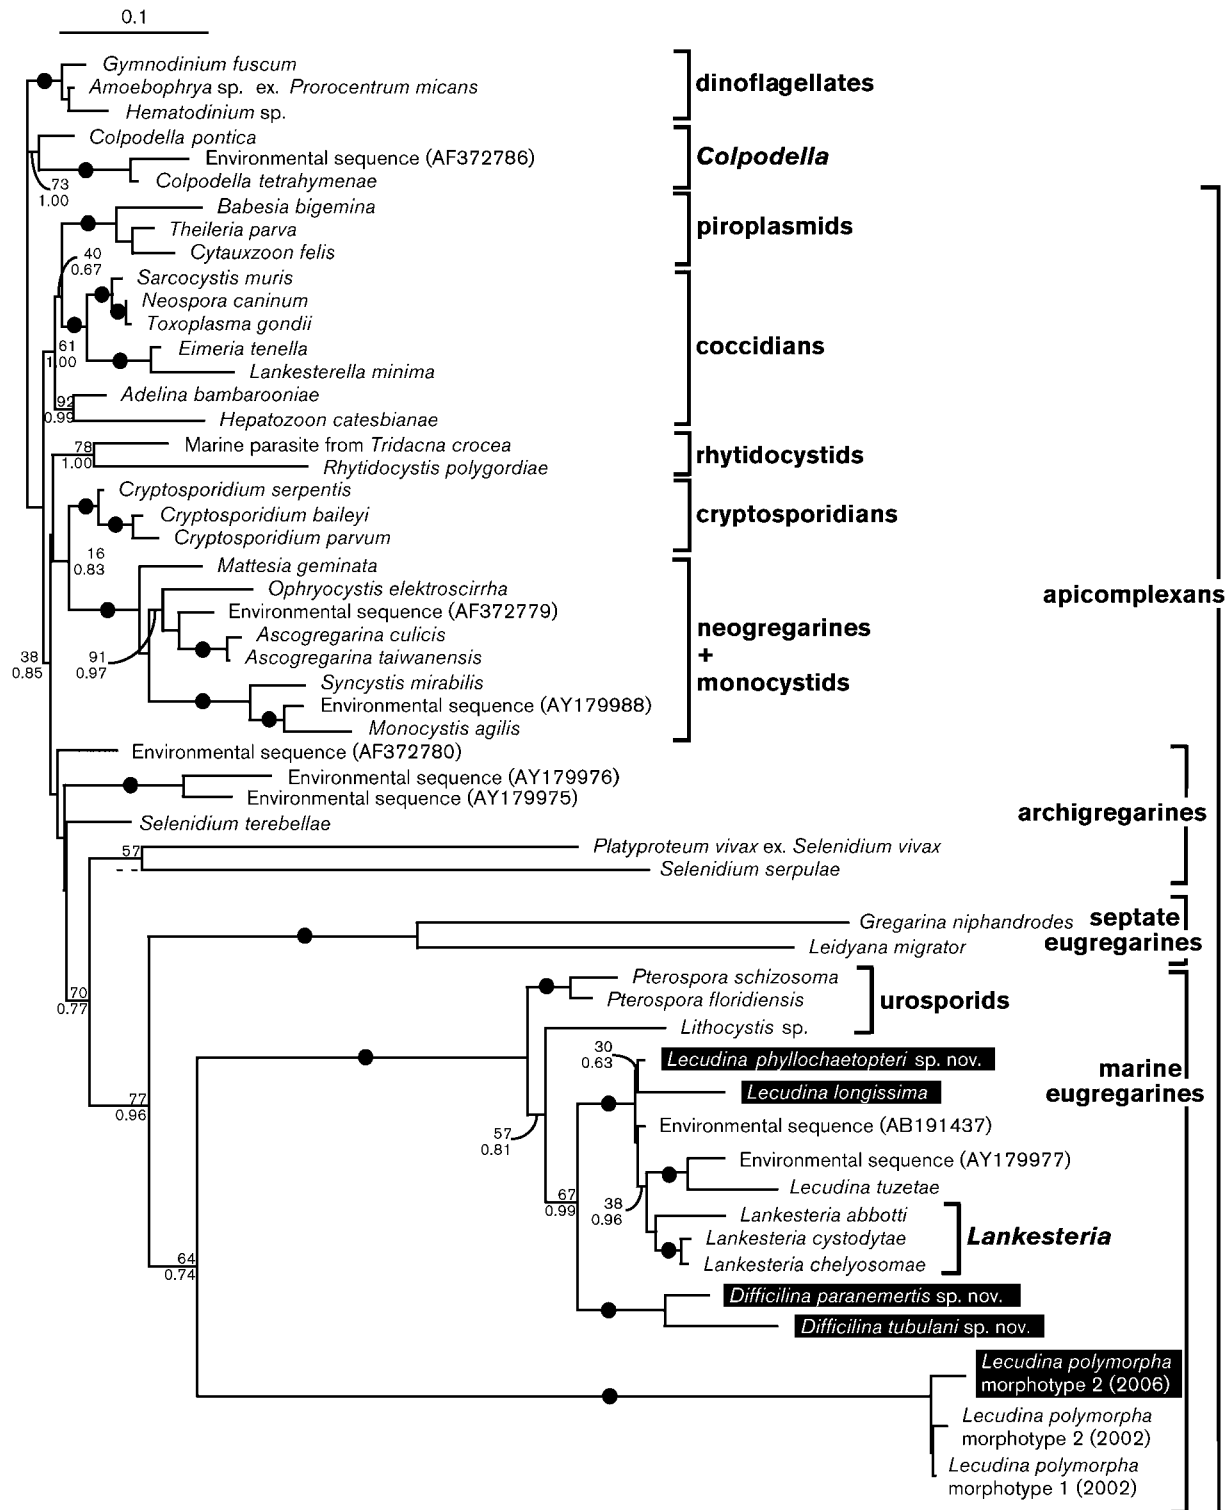 0.1
Gymnodinium fuscum
Amoebophrya sp. ex. Prorocentrum micans
Hematodinium sp.
dinoflagellates
Colpodella pontica
Environmental sequence (AF372786)
Colpodella tetrahymenae
Colpodella
73
1.00
Babesia bigemina
Theileria parva
Cytauxzoon felis
piroplasmids
40
0.67
Sarcocystis muris
Neospora caninum
Toxoplasma gondii
Eimeria tenella
Lankesterella minima
coccidians
61
1.00
Adelina bambarooniae
92
0.99
Hepatozoon catesbianae
Marine parasite from Tridacna crocea
78
1.00
Rhytidocystis polygordiae
rhytidocystids
Cryptosporidium serpentis
Cryptosporidium baileyi
Cryptosporidium parvum
cryptosporidians
16
0.83
Mattesia geminata
Ophryocystis elektroscirrha
Environmental sequence (AF372779)
Ascogregarina culicis
Ascogregarina taiwanensis
91
0.97
38
0.85
Syncystis mirabilis
Environmental sequence (AY179988)
Monocystis agilis
neogregarines
+
monocystids
apicomplexans
Environmental sequence (AF372780)
Environmental sequence (AY179976)
Environmental sequence (AY179975)
Selenidium terebellae
archigregarines
57
Platyproteum vivax ex. Selenidium vivax
Selenidium serpulae
Gregarina niphandrodes
Leidyana migrator
septate
eugregarines
70
0.77
Pterospora schizosoma
Pterospora floridiensis
Lithocystis sp.
urosporids
30
0.63
Lecudina phyllochaetopteri sp. nov.
Lecudina longissima
marine
eugregarines
77
0.96
57
0.81
Environmental sequence (AB191437)
Environmental sequence (AY179977)
Lecudina tuzetae
67
0.99
38
0.96
Lankesteria abbotti
Lankesteria cystodytae
Lankesteria chelyosomae
Lankesteria
64
0.74
Difficilina paranemertis sp. nov.
Difficilina tubulani sp. nov.
Lecudina polymorpha
morphotype 2 (2006)
Lecudina polymorpha
morphotype 2 (2002)
Lecudina polymorpha
morphotype 1 (2002)